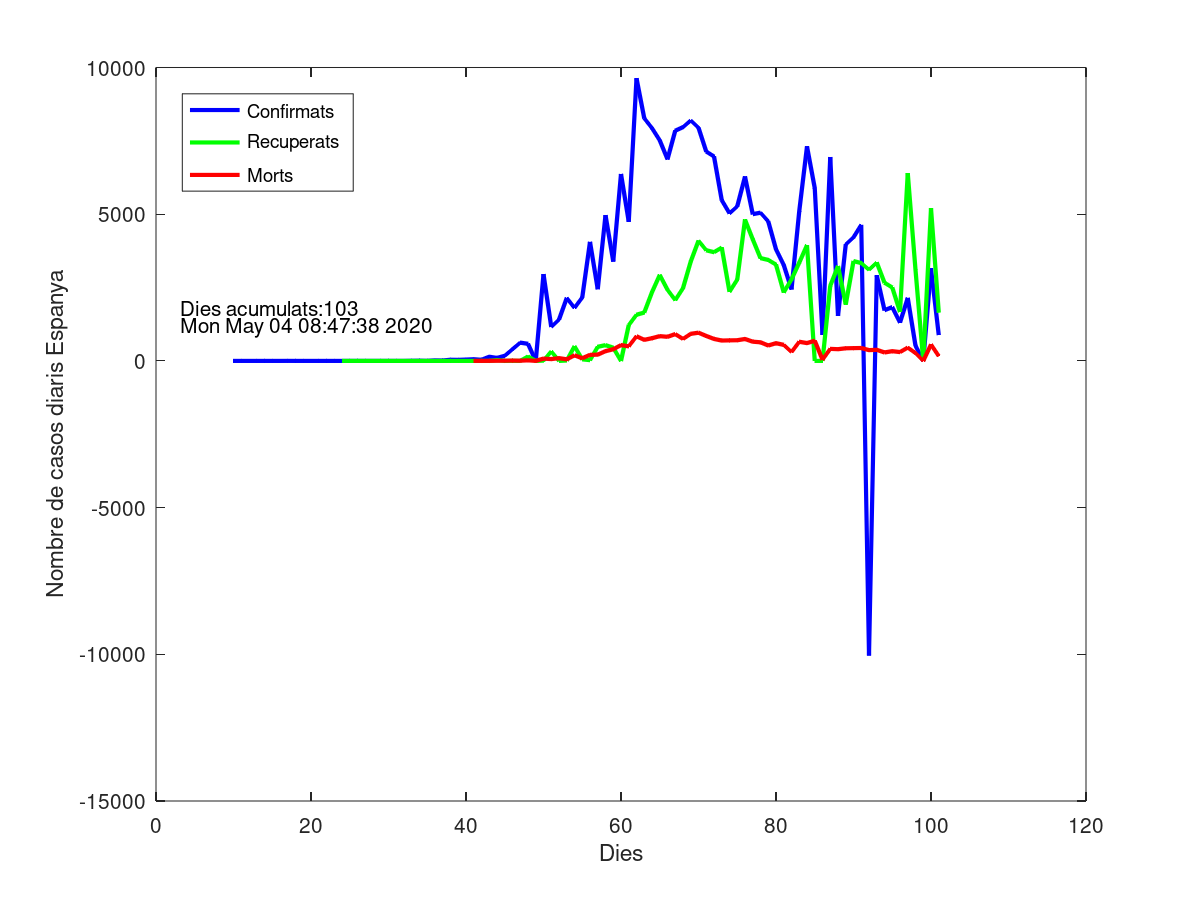 10000
5000
0
-5000
-10000
-15000
0 20 40 60 80 100 120
Dies
Nombre de casos diaris Espanya
Confirmats
Recuperats
Morts
Dies acumulats:103
Mon May 04 08:47:38 2020